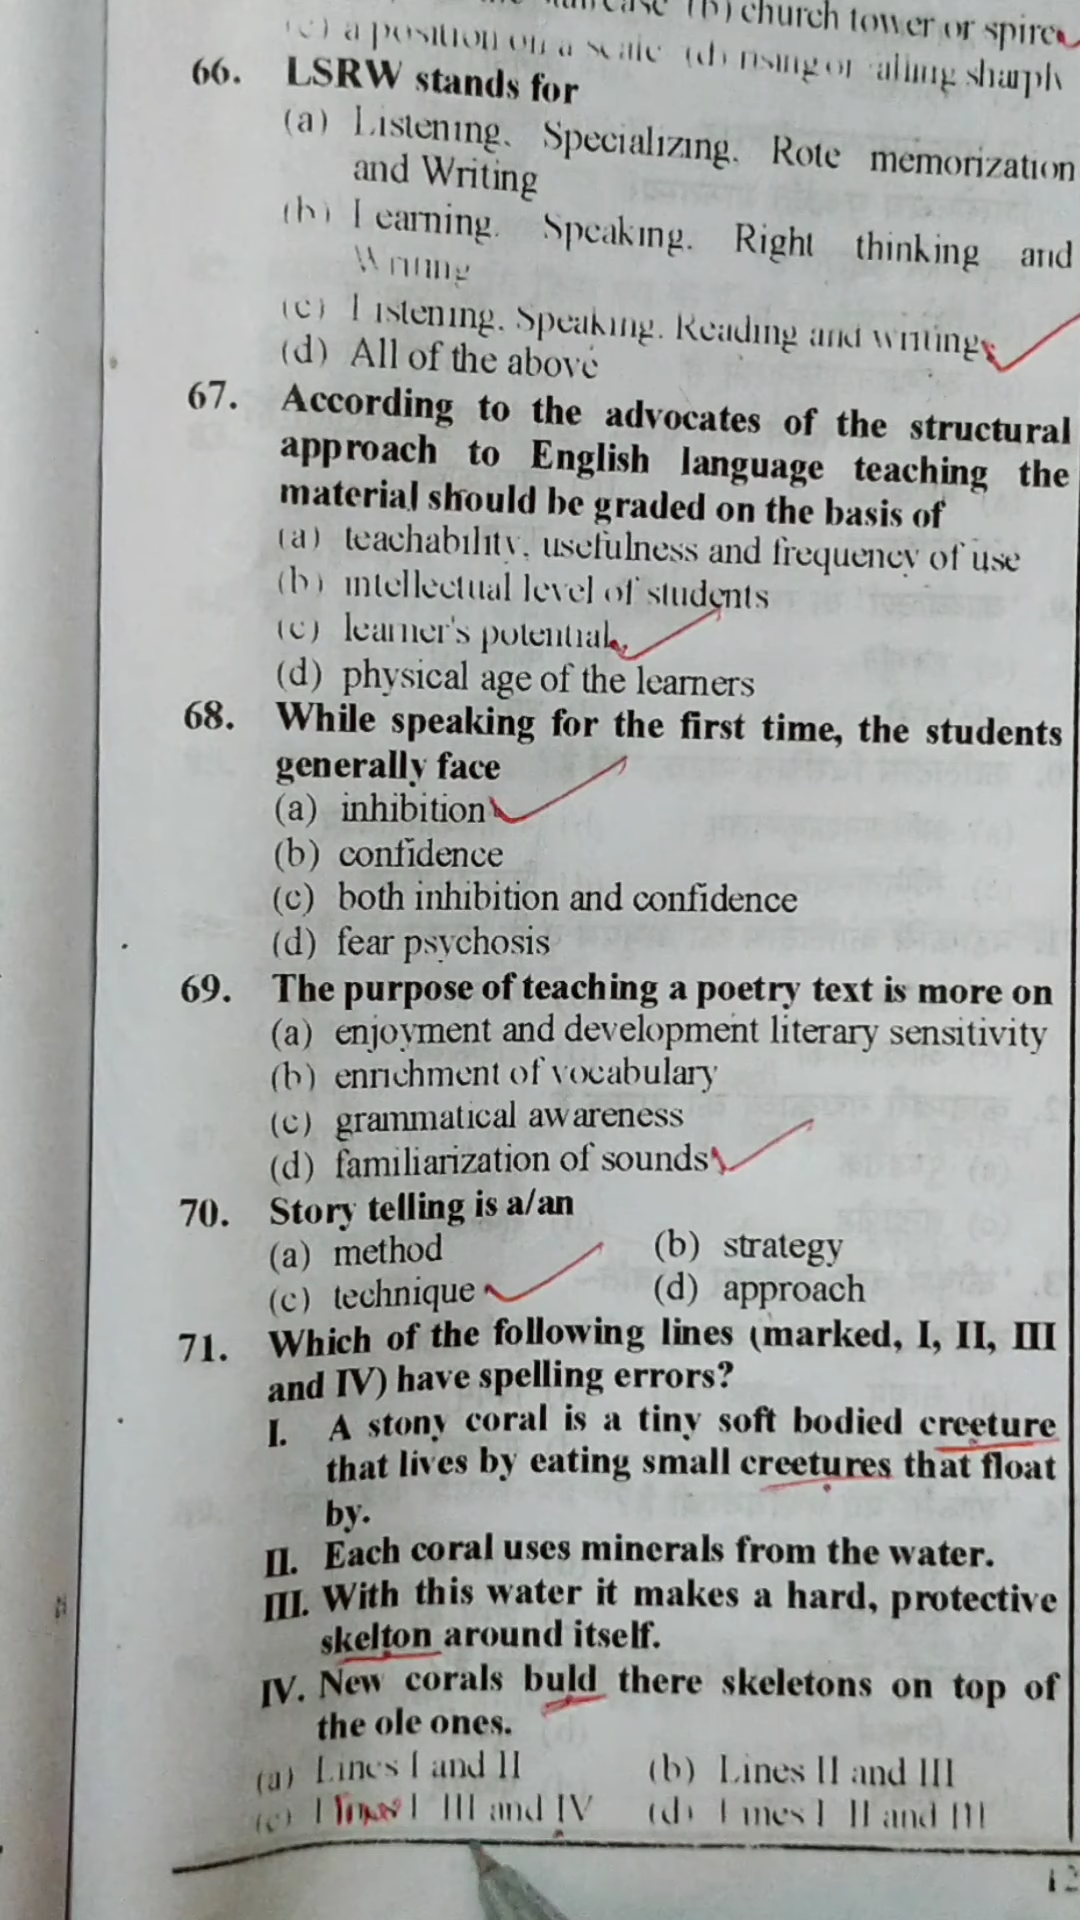 (b) church tower or spire
(c) a position on a scale (d) rising or falling sharply
66. LSRW stands for
(a) Listening, Specializing, Rote memorization
and Writing
(b) Learning, Speaking, Right thinking and
Writing
(c) Listening, Speaking, Reading and writing
(d) All of the above
67. According to the advocates of the structural
approach to English language teaching the
material should be graded on the basis of
(a) teachability, usefulness and frequency of use
(b) intellectual level of students
(c) learner's potential
(d) physical age of the learners
68. While speaking for the first time, the students
generally face
(a) inhibition
(b) confidence
(c) both inhibition and confidence
(d) fear psychosis
69. The purpose of teaching a poetry text is more on
(a) enjoyment and development literary sensitivity
(b) enrichment of vocabulary
(c) grammatical awareness
(d) familiarization of sounds
70. Story telling is a/an
(a) method (b) strategy
(c) technique (d) approach
71. Which of the following lines (marked, I, II, III
and IV) have spelling errors?
I. A stony coral is a tiny soft bodied creeture
that lives by eating small creetures that float
by.
II. Each coral uses minerals from the water.
III. With this water it makes a hard, protective
skelton around itself.
IV. New corals buld there skeletons on top of
the ole ones.
(a) Lines I and II (b) Lines II and III
(c) Lines I III and IV (d) Lines I II and III